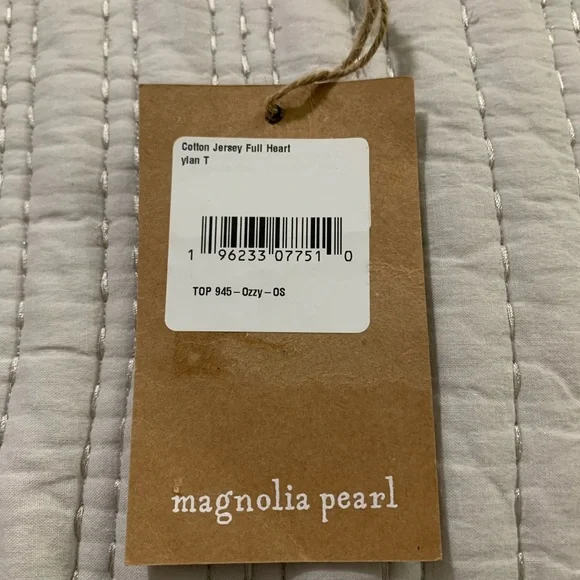 Cotton Jersey Full Heart
ylan T
1 96233 07751 0
TOP 945-Ozzy-OS
magnolia pearl